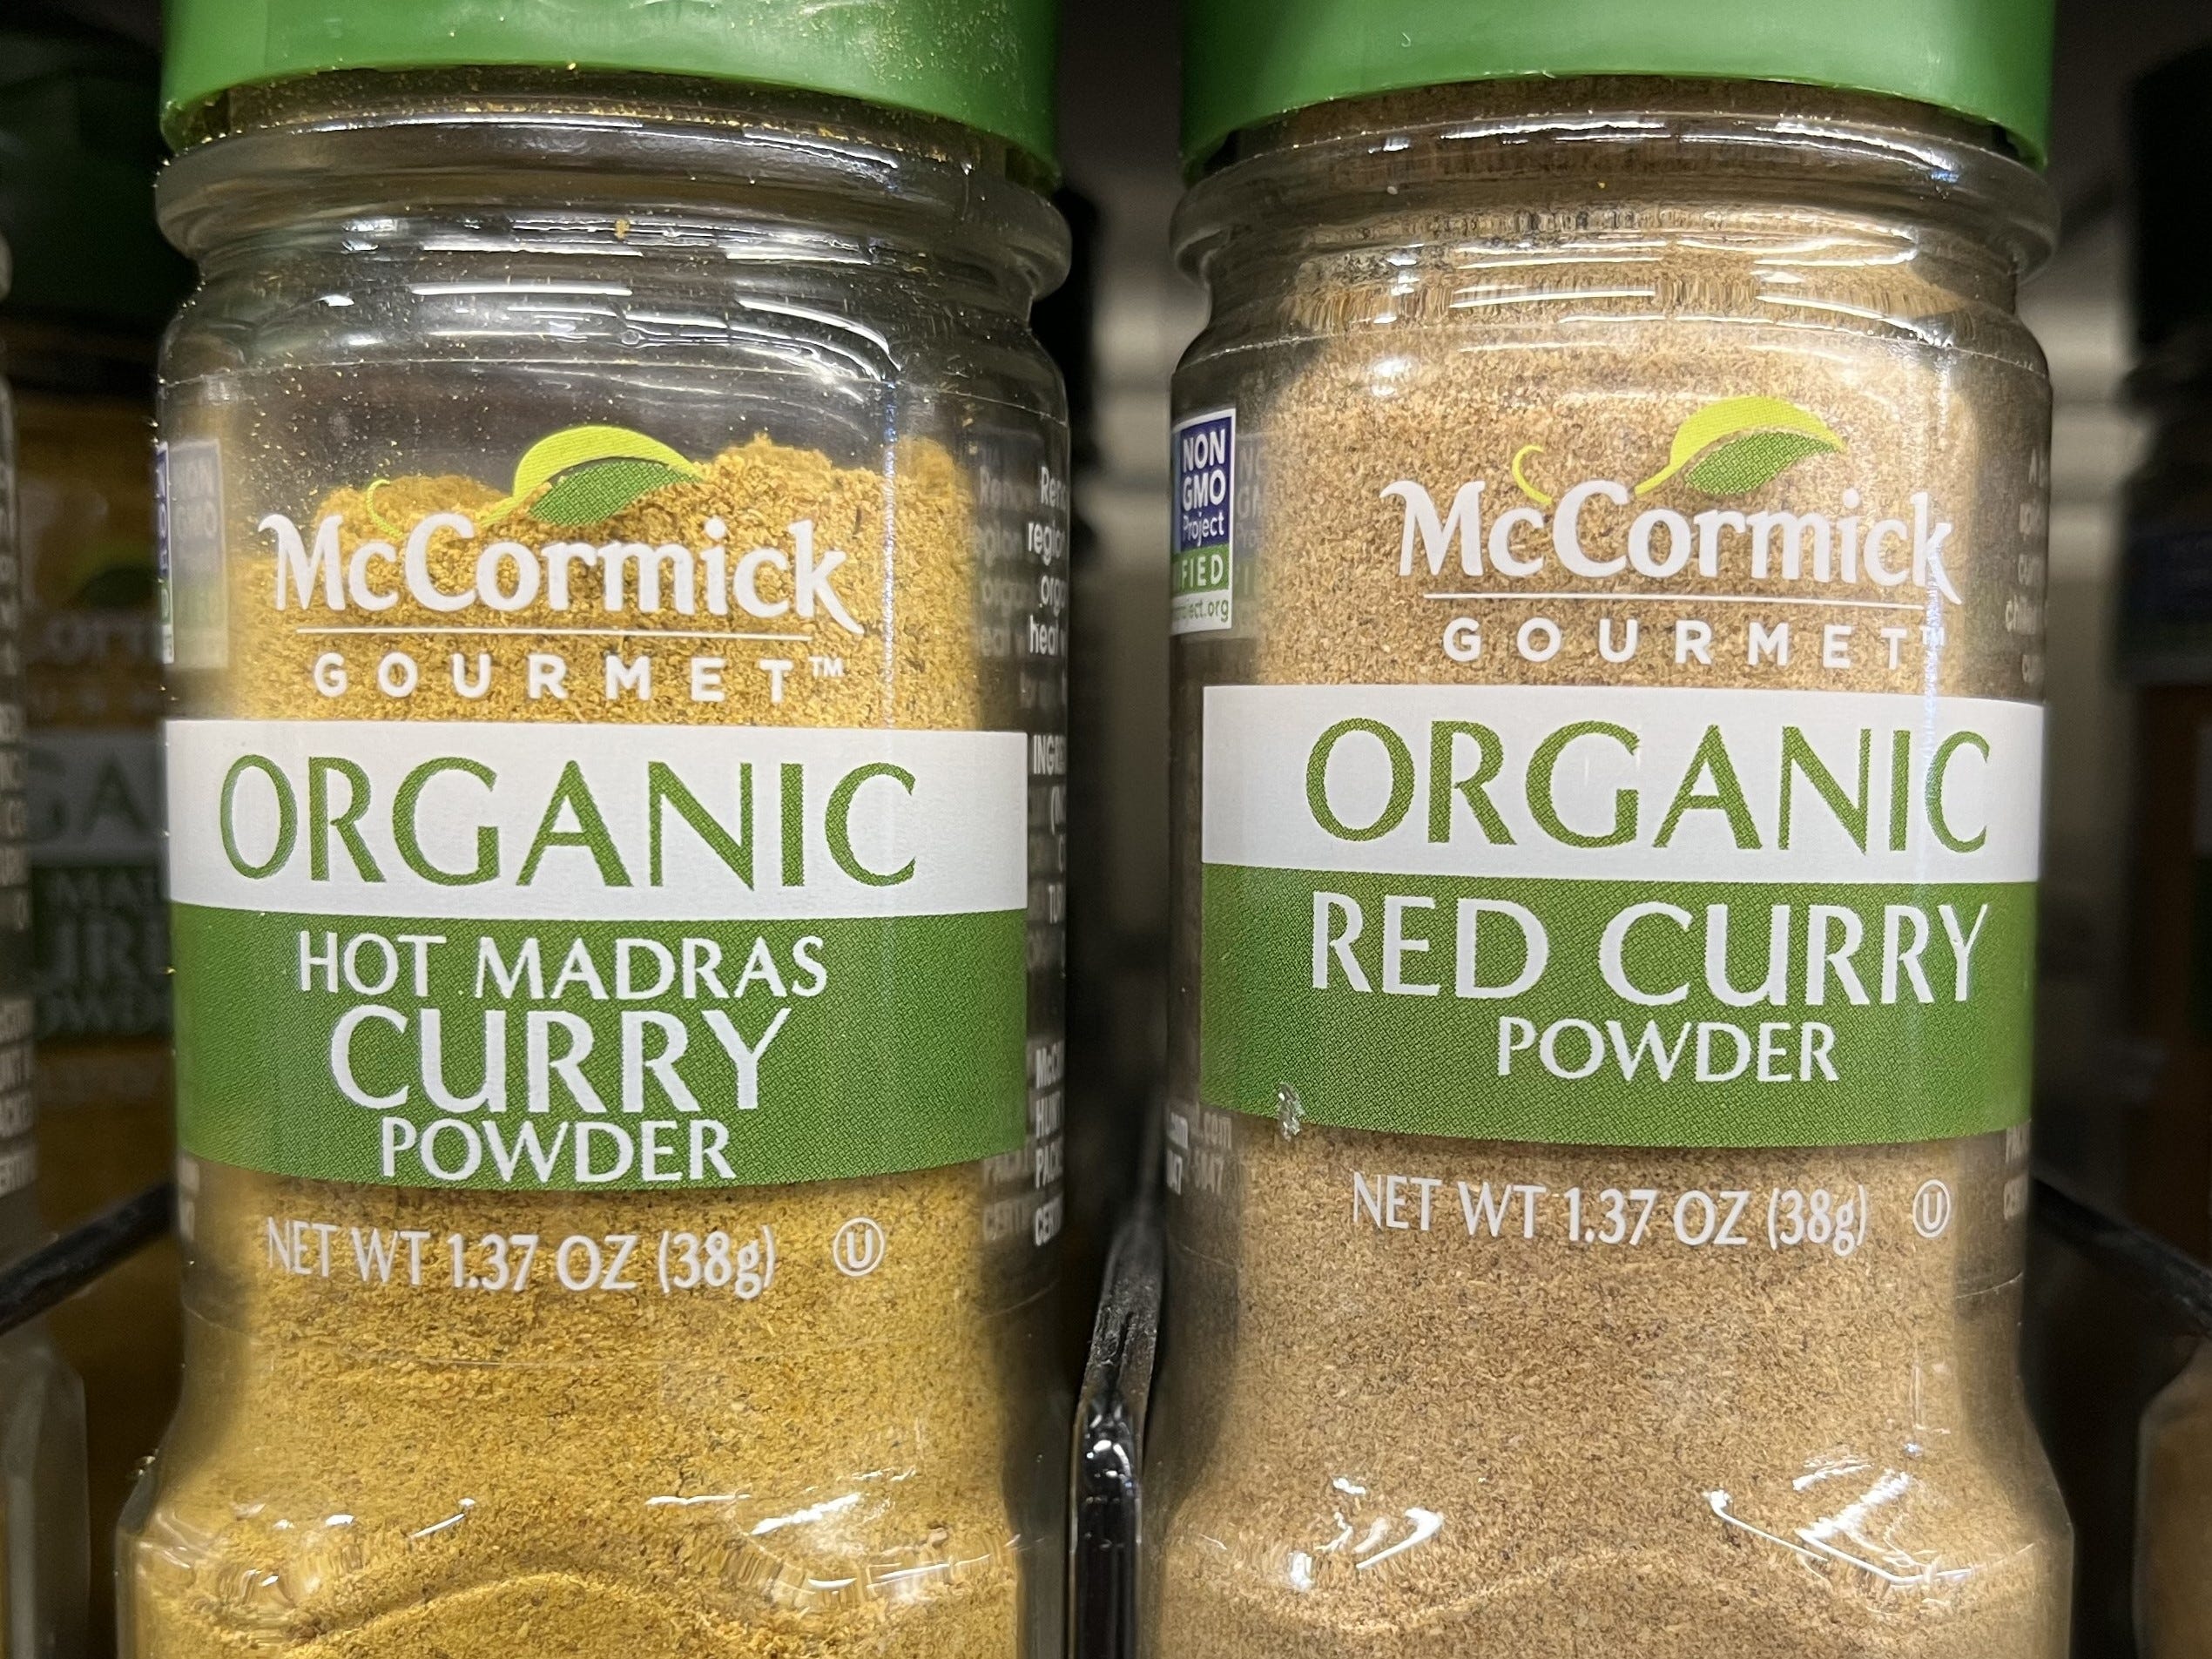 McCormick
GOURMET™
ORGANIC
HOT MADRAS
CURRY
POWDER
NET WT 1.37 OZ (38g) U
NON
GMO
Project
McCormick
GOURMET
ORGANIC
RED CURRY
POWDER
NET WT 1.37 OZ (38g) U